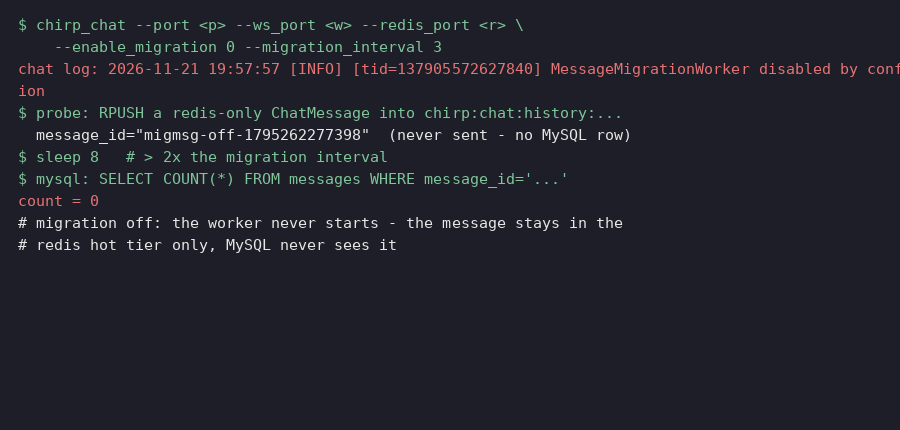 $ chirp_chat --port <p> --ws_port <w> --redis_port <r> \
    --enable_migration 0 --migration_interval 3
chat log: 2026-11-21 19:57:57 [INFO] [tid=137905572627840] MessageMigrationWorker disabled by conf
ion
$ probe: RPUSH a redis-only ChatMessage into chirp:chat:history:...
  message_id="migmsg-off-1795262277398"  (never sent - no MySQL row)
$ sleep 8   # > 2x the migration interval
$ mysql: SELECT COUNT(*) FROM messages WHERE message_id='...'
count = 0
# migration off: the worker never starts - the message stays in the
# redis hot tier only, MySQL never sees it